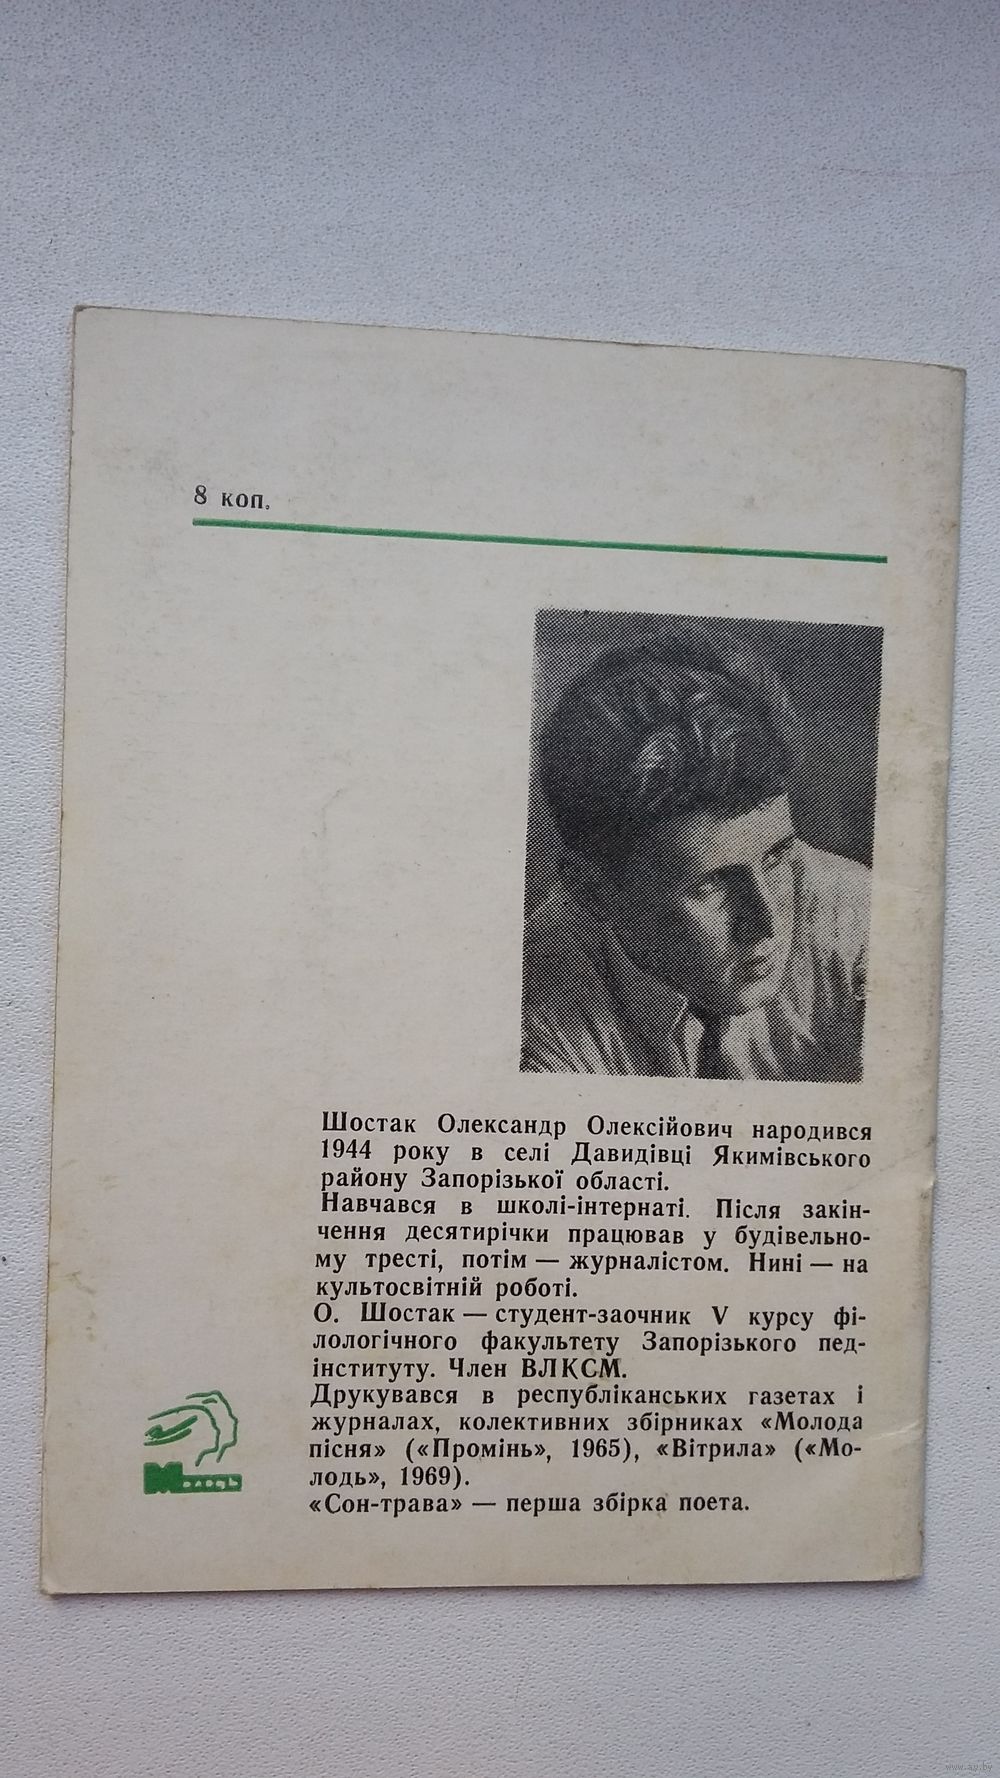 8 коп.
Шостак Олександр Олексійович народився
1944 року в селі Давидівці Якимівського
району Запорізької області.
Навчався в школі-інтернаті. Після закін-
чення десятирічки працював у будівельно-
му тресті, потім — журналістом. Нині — на
культосвітній роботі.
О. Шостак — студент-заочник V курсу фі-
лологічного факультету Запорізького пед-
інституту. Член ВЛКСМ.
Друкувався в республіканських газетах і
журналах, колективних збірниках «Молода
пісня» («Промінь», 1965), «Вітрила» («Мо-
лодь», 1969).
«Сон-трава» — перша збірка поета.
Молодь
www.ay.by